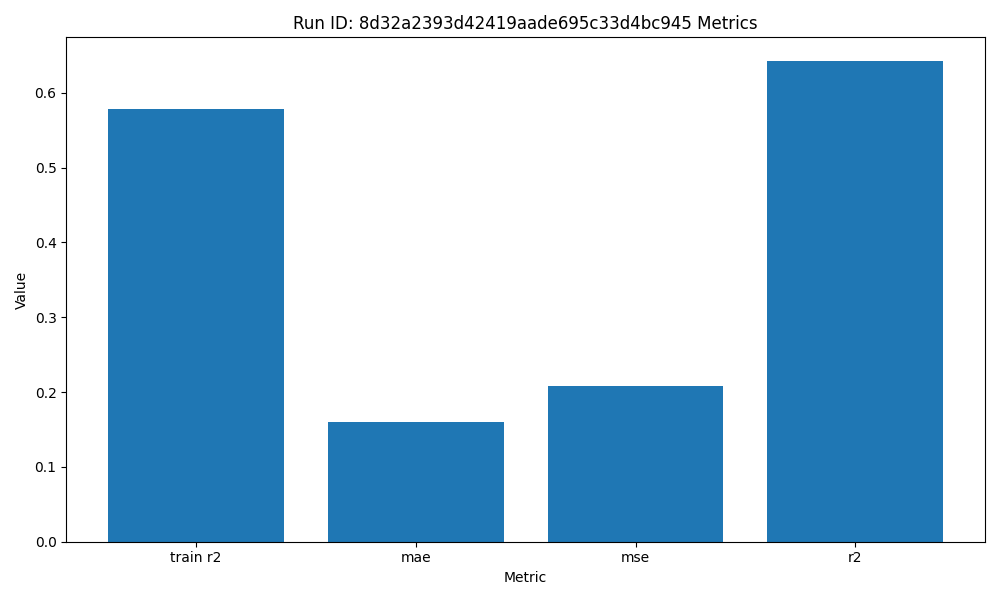 Run ID: 8d32a2393d42419aade695c33d4bc945 Metrics
Value
0.6
0.5
0.4
0.3
0.2
0.1
0.0
train r2
mae
mse
r2
Metric